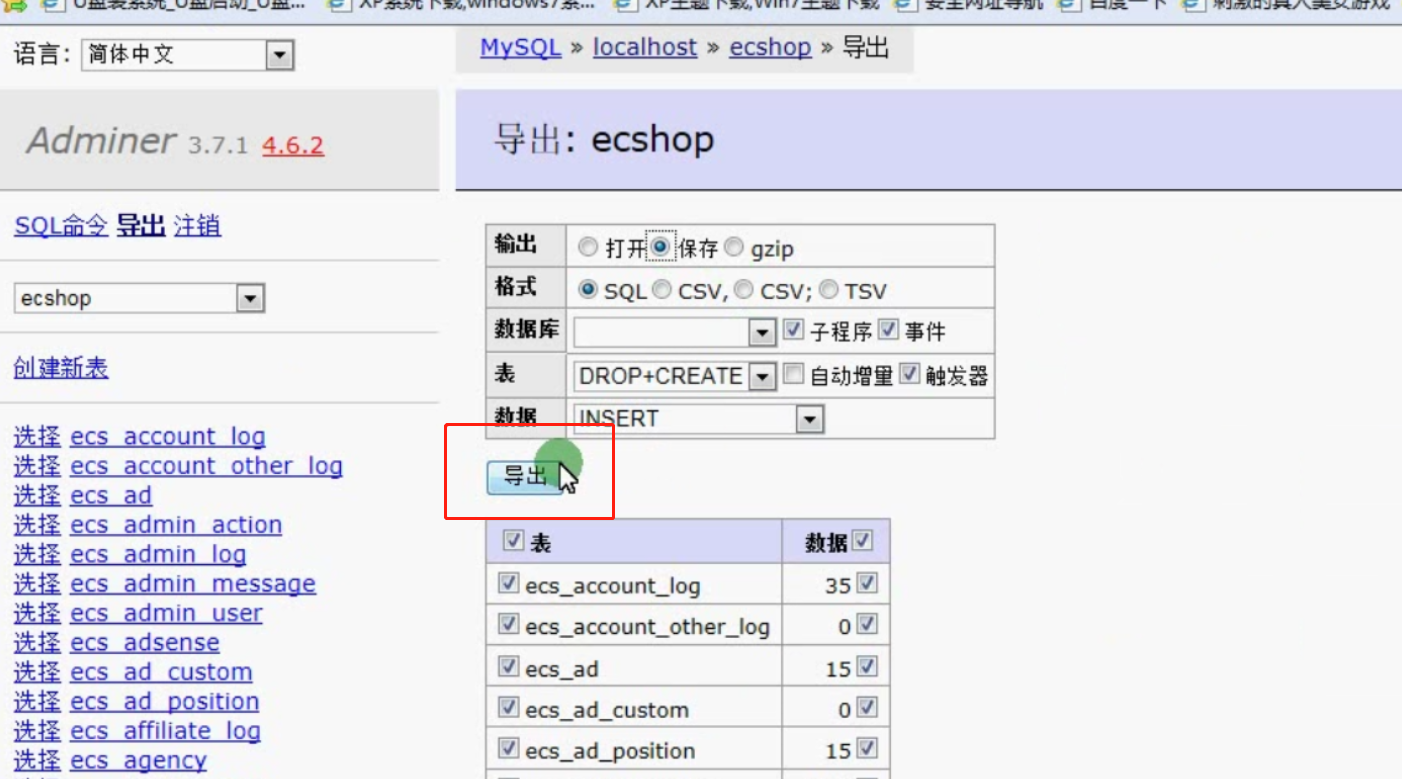 U盘装系统_U盘启动_U盘... XP系统下载,windows7系... XP主题下载,Win7主题下载 安全网址导航 百度一下 刺激的真人美女游戏
语言: 简体中文
MySQL » localhost » ecshop » 导出
Adminer 3.7.1 4.6.2
导出: ecshop
SQL命令 导出 注销
ecshop
创建新表
选择 ecs_account_log
选择 ecs_account_other_log
选择 ecs_ad
选择 ecs_admin_action
选择 ecs_admin_log
选择 ecs_admin_message
选择 ecs_admin_user
选择 ecs_adsense
选择 ecs_ad_custom
选择 ecs_ad_position
选择 ecs_affiliate_log
选择 ecs_agency
输出 打开 保存 gzip
格式 SQL CSV, CSV; TSV
数据库 子程序 事件
表 DROP+CREATE 自动增量 触发器
数据 INSERT
导出
表 数据
ecs_account_log 35
ecs_account_other_log 0
ecs_ad 15
ecs_ad_custom 0
ecs_ad_position 15